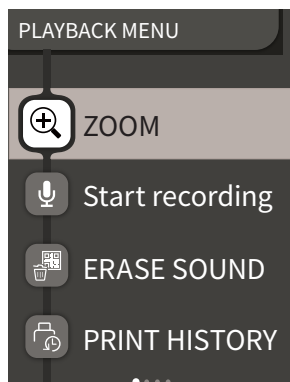 PLAYBACK MENU
ZOOM
Start recording
ERASE SOUND
PRINT HISTORY